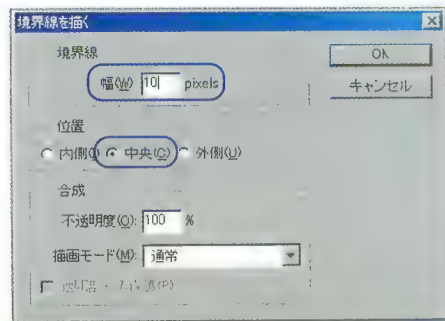 境界線を描く
境界線
OK
幅(W) 10 pixels
キャンセル
位置
内側(I) 中央(C) 外側(U)
合成
不透明度(O): 100 %
描画モード(M): 通常